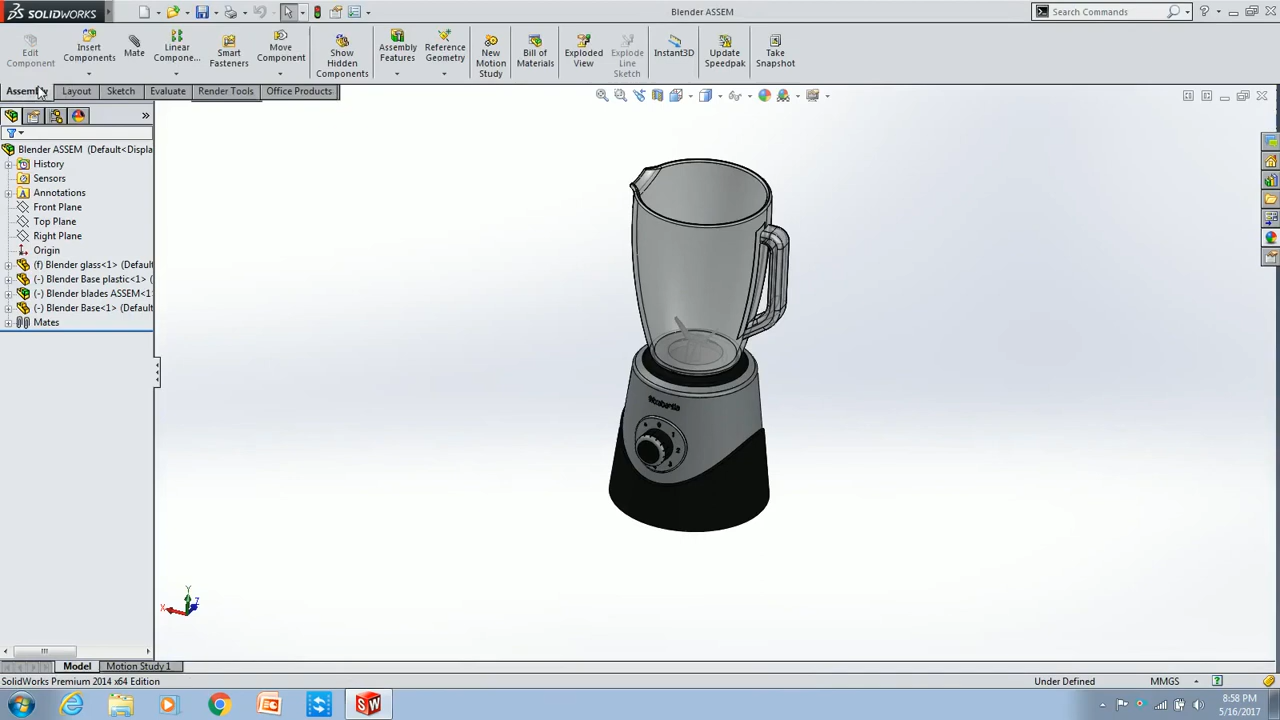 SOLIDWORKS
Blender ASSEM
Search Commands
Edit Component
Insert Components
Mate
Linear Compone...
Smart Fasteners
Move Component
Show Hidden Components
Assembly Features
Reference Geometry
New Motion Study
Bill of Materials
Exploded View
Explode Line Sketch
Instant3D
Update Speedpak
Take Snapshot
Assembly
Layout
Sketch
Evaluate
Render Tools
Office Products
Blender ASSEM (Default<Displa
History
Sensors
Annotations
Front Plane
Top Plane
Right Plane
Origin
(f) Blender glass<1> (Default
(-) Blender Base plastic<1> (
(-) Blender blades ASSEM<1
(-) Blender Base<1> (Default
Mates
Y
X
Z
Model
Motion Study 1
SolidWorks Premium 2014 x64 Edition
Under Defined
MMGS
8:58 PM
5/16/2017